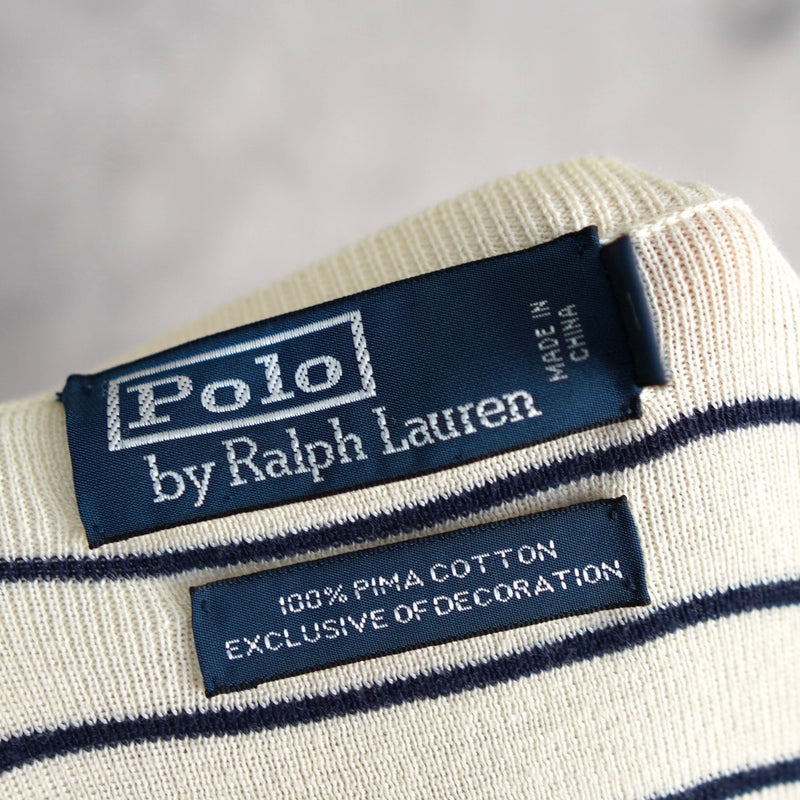 Polo
by Ralph Lauren
MADE IN
CHINA
100% PIMA COTTON
EXCLUSIVE OF DECORATION